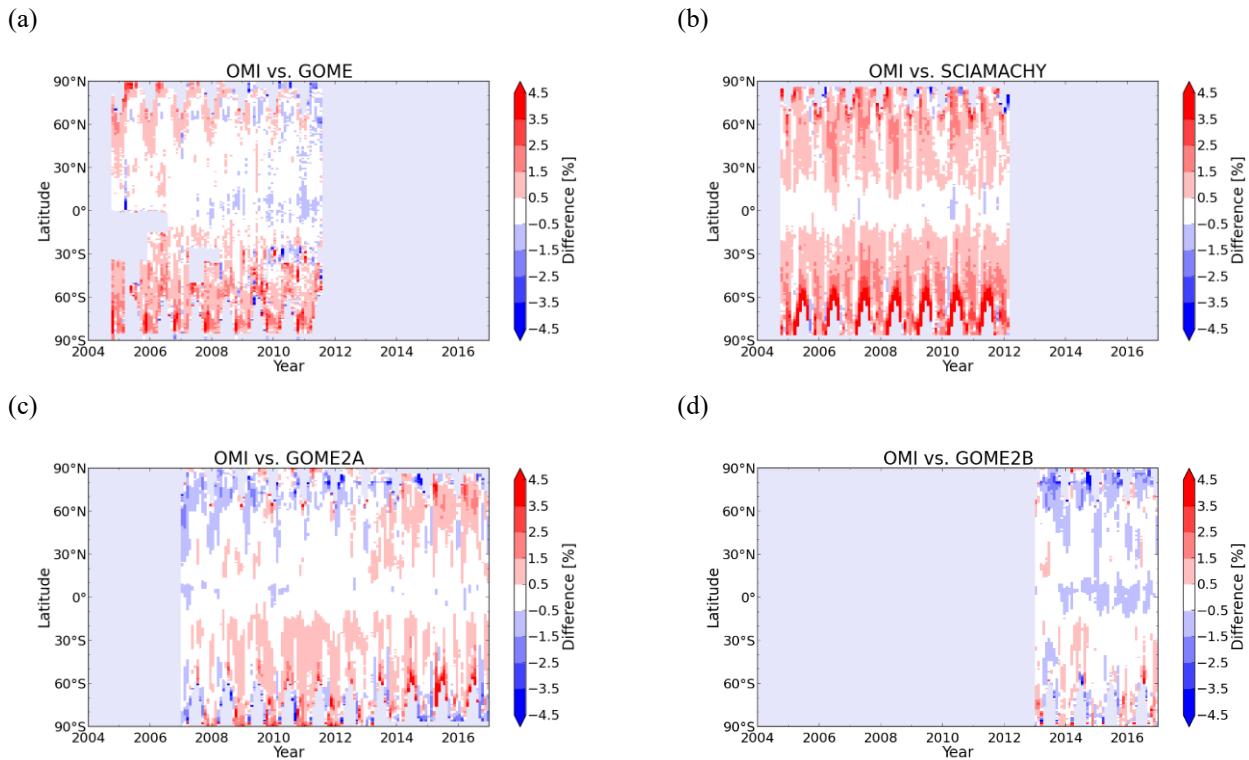 (a)
(b)
OMI vs. GOME
90°N
60°N
30°N
0°
30°S
60°S
90°S
Latitude
2004 2006 2008 2010 2012 2014 2016
Year
4.5
3.5
2.5
1.5
0.5
−0.5
−1.5
−2.5
−3.5
−4.5
Difference [%]
OMI vs. SCIAMACHY
90°N
60°N
30°N
0°
30°S
60°S
90°S
Latitude
2004 2006 2008 2010 2012 2014 2016
Year
4.5
3.5
2.5
1.5
0.5
−0.5
−1.5
−2.5
−3.5
−4.5
Difference [%]
(c)
(d)
OMI vs. GOME2A
90°N
60°N
30°N
0°
30°S
60°S
90°S
Latitude
2004 2006 2008 2010 2012 2014 2016
Year
4.5
3.5
2.5
1.5
0.5
−0.5
−1.5
−2.5
−3.5
−4.5
Difference [%]
OMI vs. GOME2B
90°N
60°N
30°N
0°
30°S
60°S
90°S
Latitude
2004 2006 2008 2010 2012 2014 2016
Year
4.5
3.5
2.5
1.5
0.5
−0.5
−1.5
−2.5
−3.5
−4.5
Difference [%]